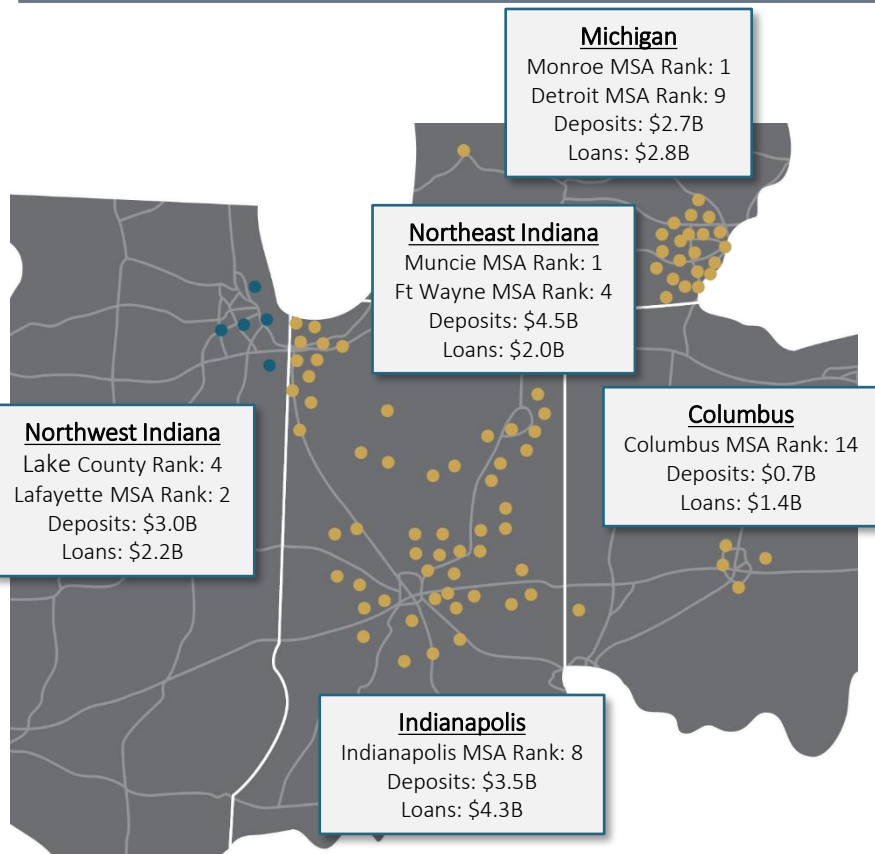 Michigan
Monroe MSA Rank: 1
Detroit MSA Rank: 9
Deposits: $2.7B
Loans: $2.8B
Northeast Indiana
Muncie MSA Rank: 1
Ft Wayne MSA Rank: 4
Deposits: $4.5B
Loans: $2.0B
Columbus
Columbus MSA Rank: 14
Deposits: $0.7B
Loans: $1.4B
Northwest Indiana
Lake County Rank: 4
Lafayette MSA Rank: 2
Deposits: $3.0B
Loans: $2.2B
Indianapolis
Indianapolis MSA Rank: 8
Deposits: $3.5B
Loans: $4.3B